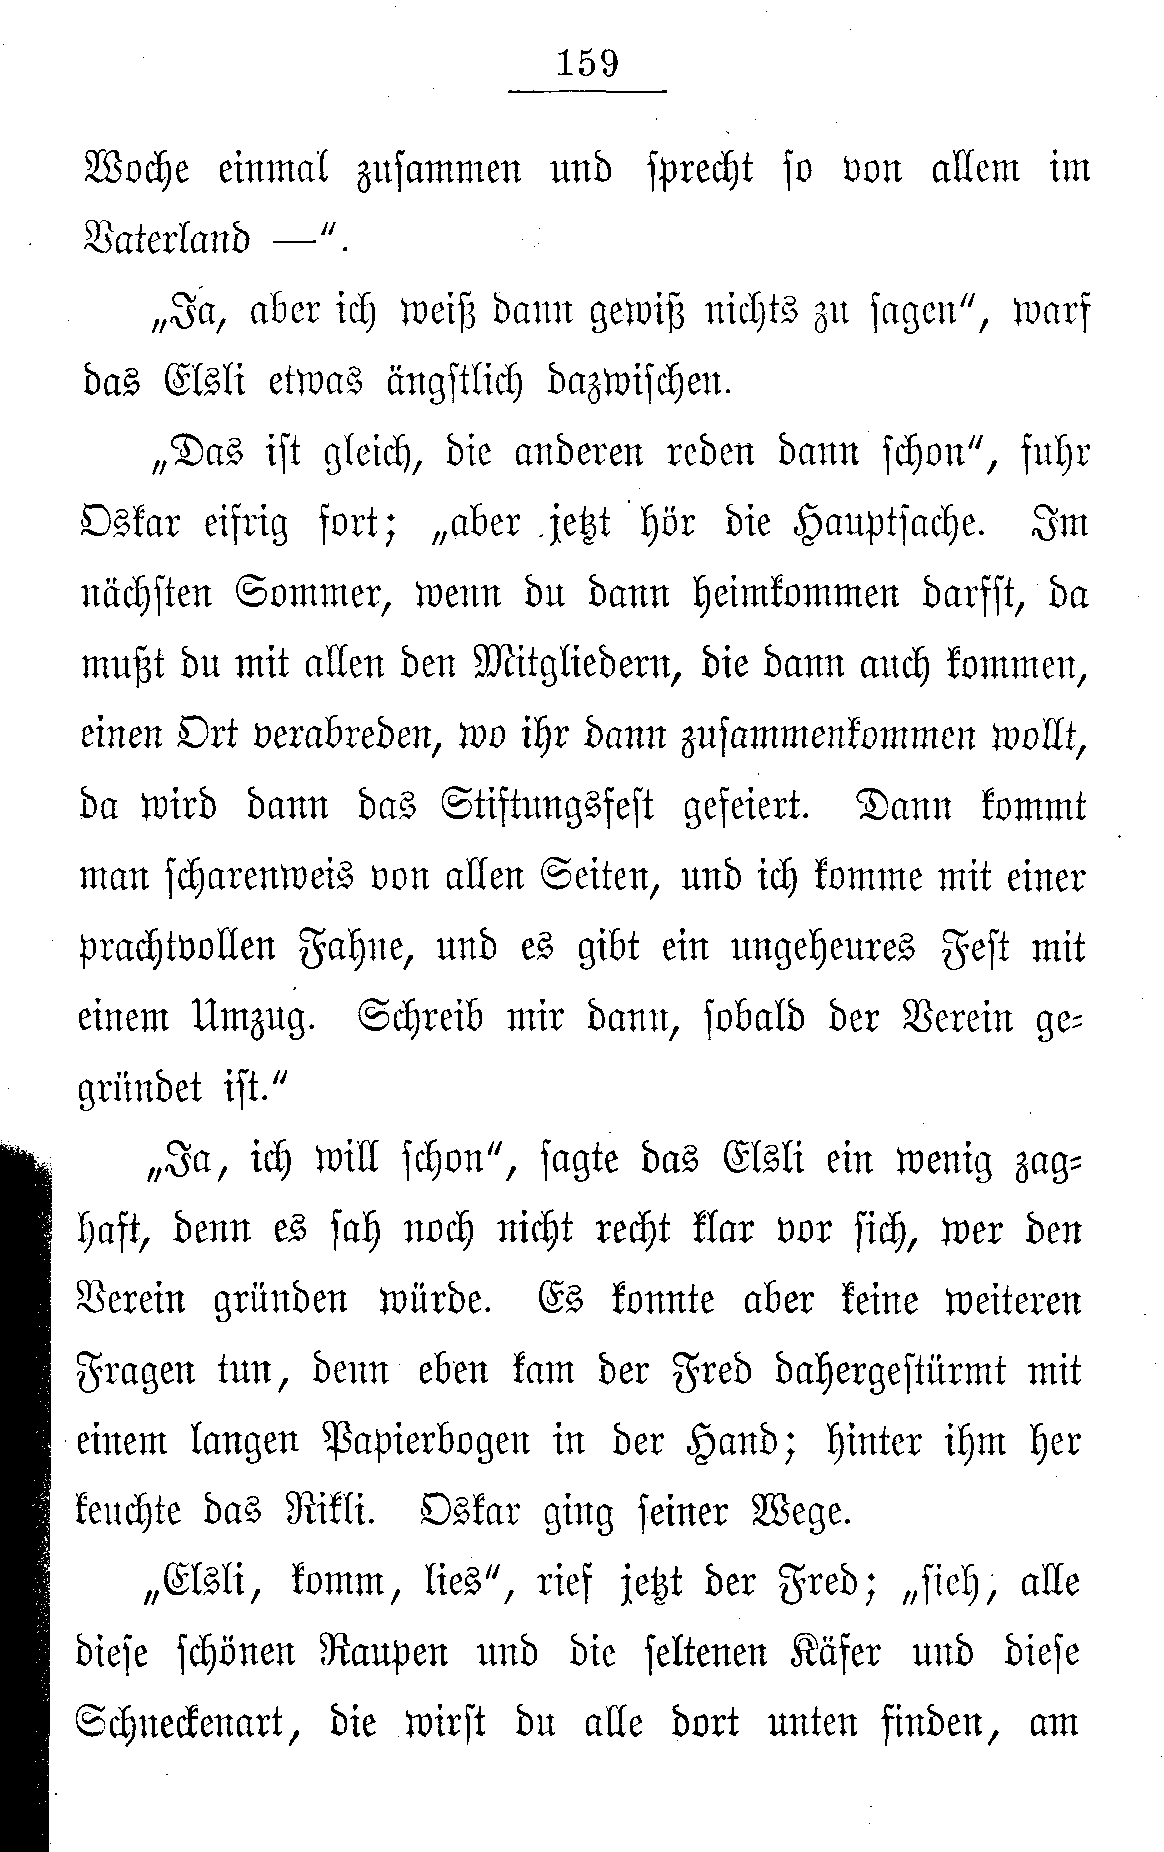 159
Woche einmal zusammen und sprecht so von allem im
Vaterland —“.
„Ja, aber ich weiß dann gewiß nichts zu sagen“, warf
das Elsli etwas ängstlich dazwischen.
„Das ist gleich, die anderen reden dann schon“, fuhr
Oskar eifrig fort; „aber jetzt hör die Hauptsache. Im
nächsten Sommer, wenn du dann heimkommen darfst, da
mußt du mit allen den Mitgliedern, die dann auch kommen,
einen Ort verabreden, wo ihr dann zusammenkommen wollt,
da wird dann das Stiftungsfest gefeiert. Dann kommt
man scharenweis von allen Seiten, und ich komme mit einer
prachtvollen Fahne, und es gibt ein ungeheures Fest mit
einem Umzug. Schreib mir dann, sobald der Verein ge-
gründet ist.“
„Ja, ich will schon“, sagte das Elsli ein wenig zag-
haft, denn es sah noch nicht recht klar vor sich, wer den
Verein gründen würde. Es konnte aber keine weiteren
Fragen tun, denn eben kam der Fred dahergestürmt mit
einem langen Papierbogen in der Hand; hinter ihm her
keuchte das Rikli. Oskar ging seiner Wege.
„Elsli, komm, lies“, rief jetzt der Fred; „sieh, alle
diese schönen Raupen und die seltenen Käfer und diese
Schneckenart, die wirst du alle dort unten finden, am